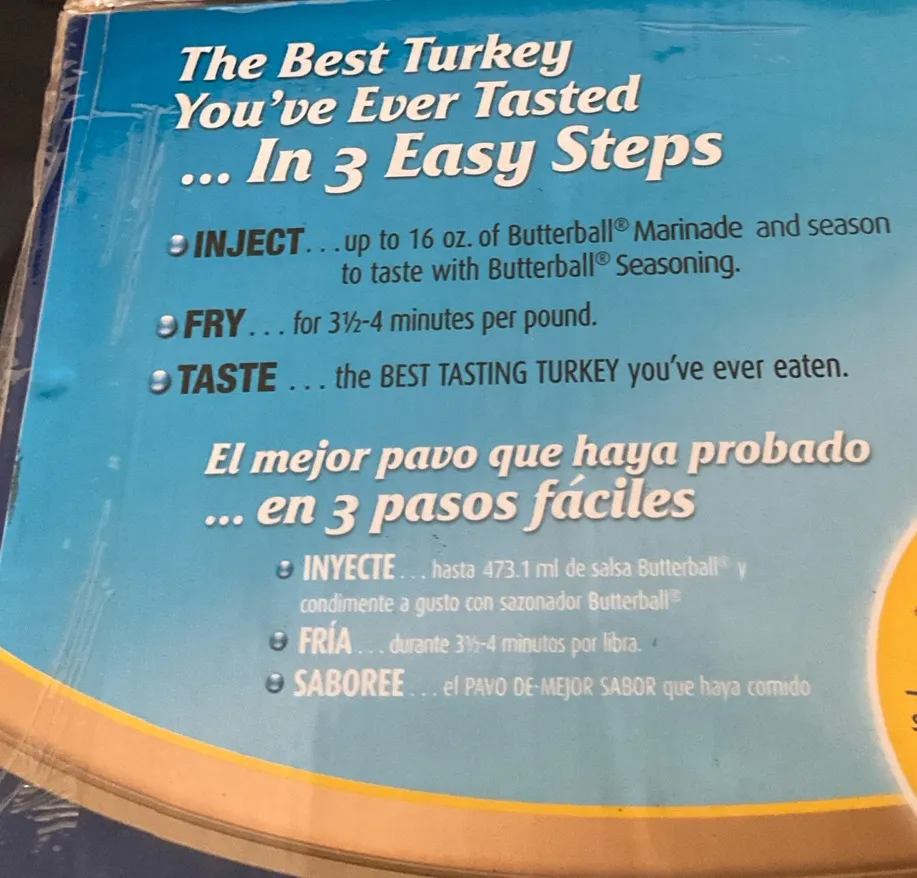 The Best Turkey
You've Ever Tasted
... In 3 Easy Steps
INJECT...up to 16 oz. of Butterball® Marinade and season
to taste with Butterball® Seasoning.
FRY... for 3½-4 minutes per pound.
TASTE ... the BEST TASTING TURKEY you've ever eaten.
El mejor pavo que haya probado
... en 3 pasos fáciles
INYECTE...hasta 473.1 ml de salsa Butterball® y
condimente a gusto con sazonador Butterball®
FRÍA...durante 3½-4 minutos por libra.
SABOREE...el PAVO DE-MEJOR SABOR que haya comido